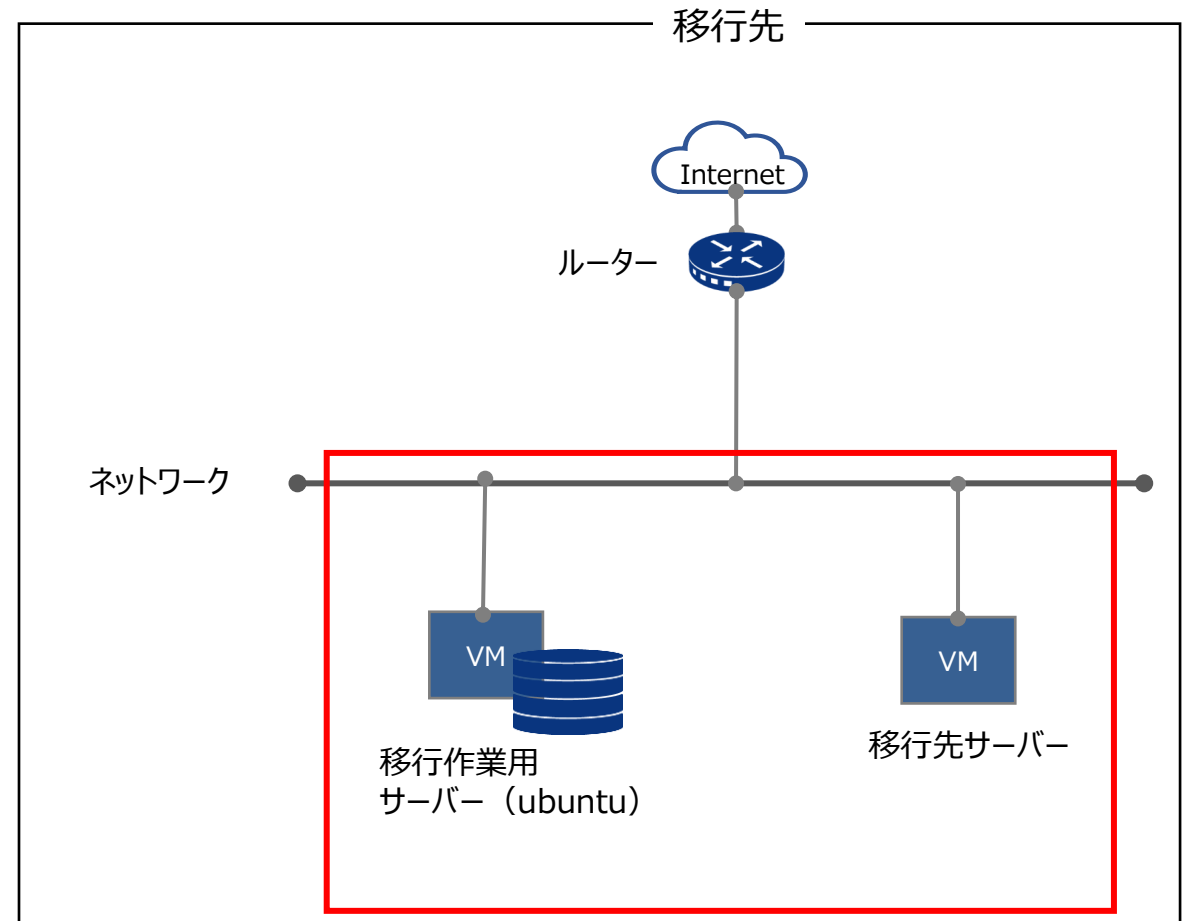 移行先
Internet
ルーター
ネットワーク
VM
VM
移行作業用
サーバー（ubuntu）
移行先サーバー